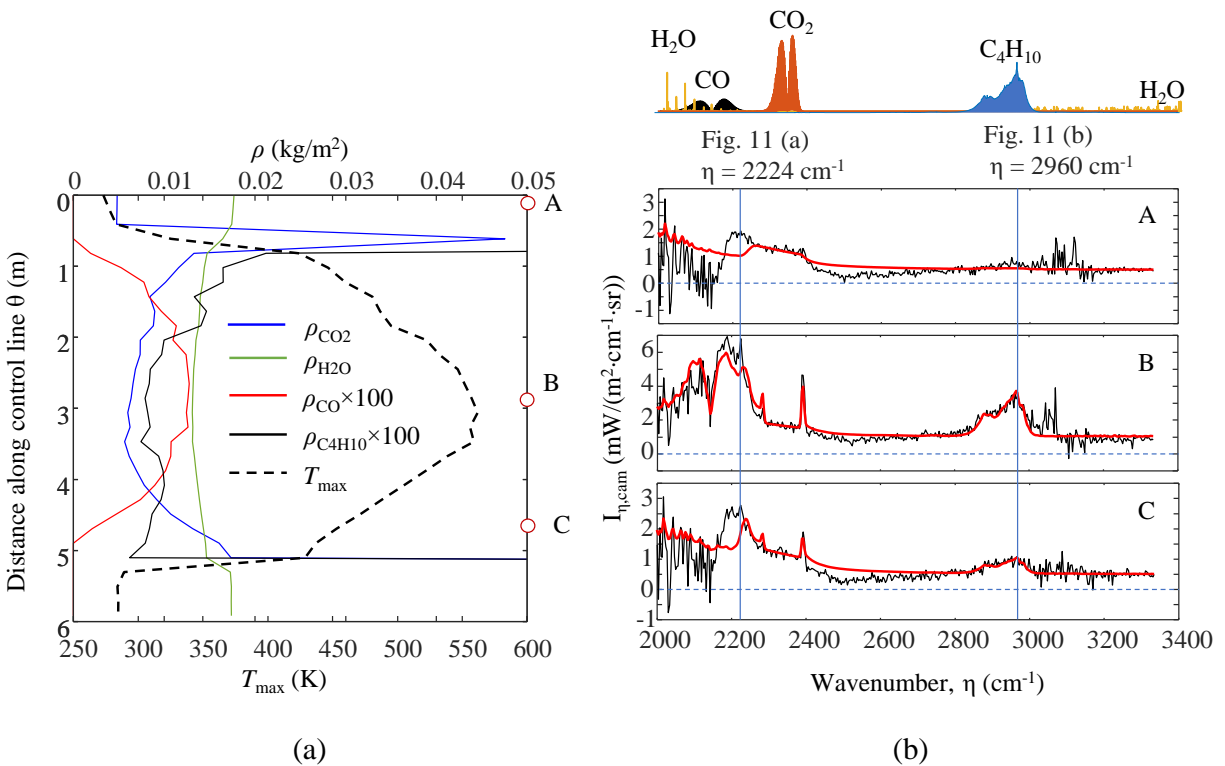 CO2
H2O
C4H10
CO
H2O
Fig. 11 (a)
η = 2224 cm-1
Fig. 11 (b)
η = 2960 cm-1
ρ (kg/m2)
0 0.01 0.01 0.02 0.03 0.04 0.05
0
1
2
3
4
5
6
Distance along control line θ (m)
A
B
C
ρCO2
ρH2O
ρCO×100
ρC4H10×100
Tmax
250 300 350 400 450 500 550 600
Tmax (K)
(a)
Iη,cam (mW/(m2·cm-1·sr)
3
2
1
0
-1
A
6
4
2
0
B
3
2
1
0
1
C
2000 2200 2400 2600 2800 3000 3200 3400
Wavenumber, η (cm-1)
(b)